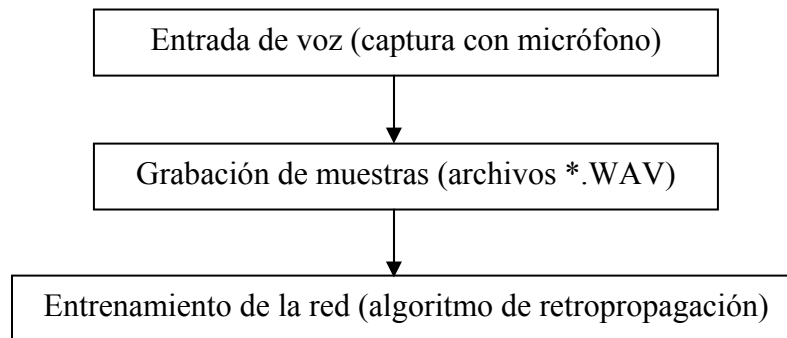 Entrada de voz (captura con micrófono)
Grabación de muestras (archivos *.WAV)
Entrenamiento de la red (algoritmo de retropropagación)